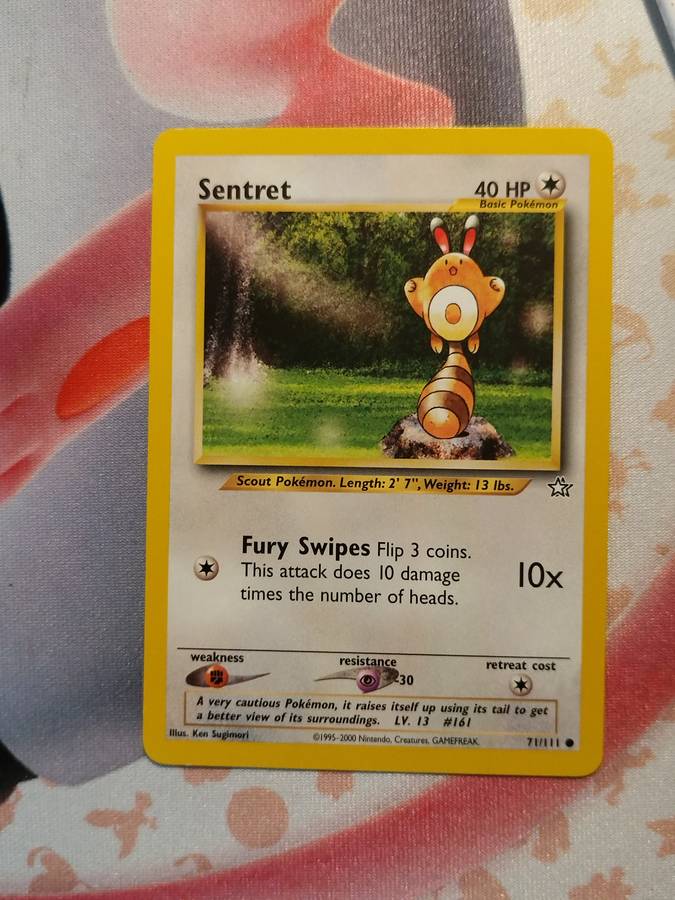 Sentret
40 HP
Basic Pokémon
Scout Pokémon. Length: 2' 7", Weight: 13 lbs.
Fury Swipes Flip 3 coins.
This attack does 10 damage
times the number of heads.
10x
weakness
resistance
retreat cost
-30
A very cautious Pokémon, it raises itself up using its tail to get
a better view of its surroundings. LV. 13 #161
Illus. Ken Sugimori
©1995-2000 Nintendo, Creatures, GAMEFREAK.
71/111